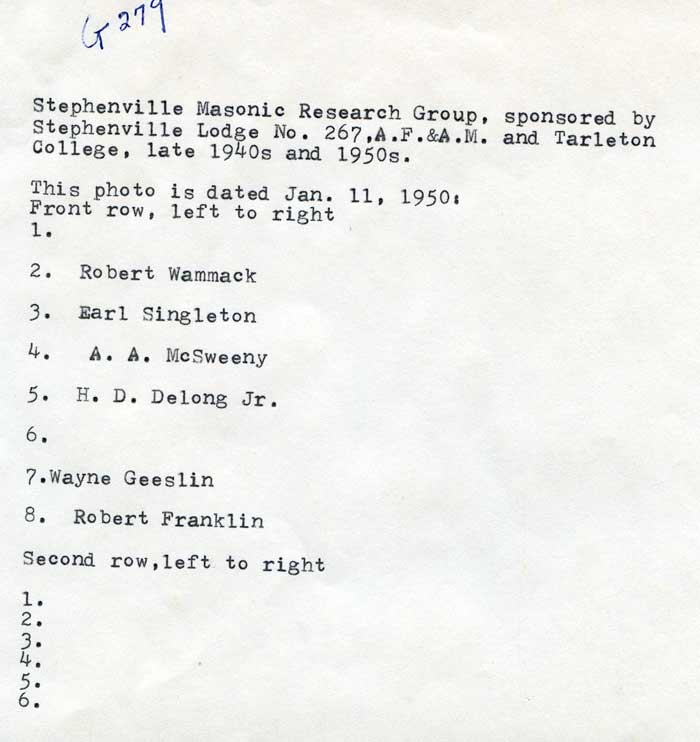 G 279
Stephenville Masonic Research Group, sponsored by
Stephenville Lodge No. 267,A.F.&A.M. and Tarleton
College, late 1940s and 1950s.
This photo is dated Jan. 11, 1950:
Front row, left to right
1.
2. Robert Wammack
3. Earl Singleton
4. A. A. McSweeny
5. H. D. Delong Jr.
6.
7.Wayne Geeslin
8. Robert Franklin
Second row,left to right
1.
2.
3.
4.
5.
6.